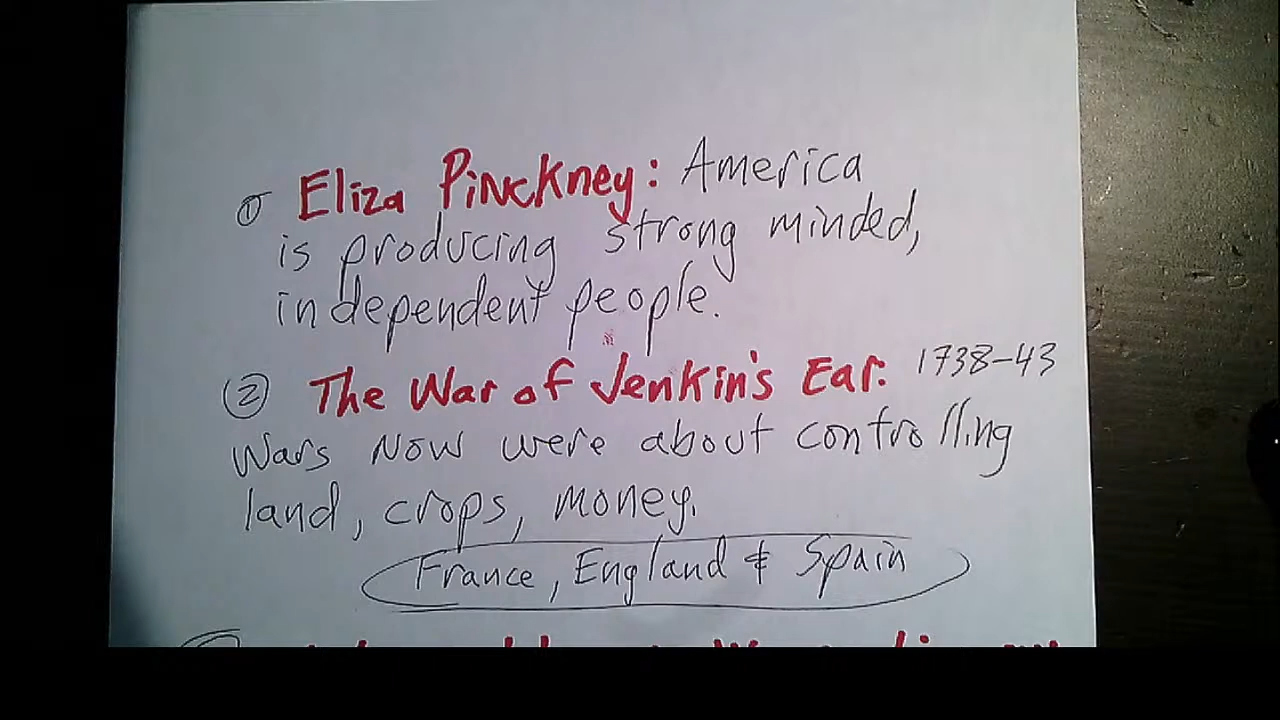 ① Eliza Pinckney: America
is producing strong minded,
independent people.
② The War of Jenkin's Ear: 1738-43
Wars now were about controlling
land, crops, money.
France, England & Spain